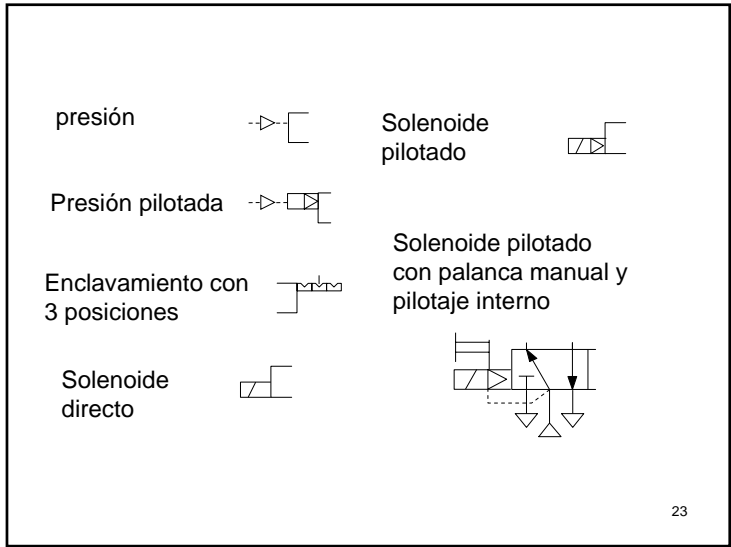 presión
Presión pilotada
Enclavamiento con
3 posiciones
Solenoide
directo
Solenoide
pilotado
Solenoide pilotado
con palanca manual y
pilotaje interno
23